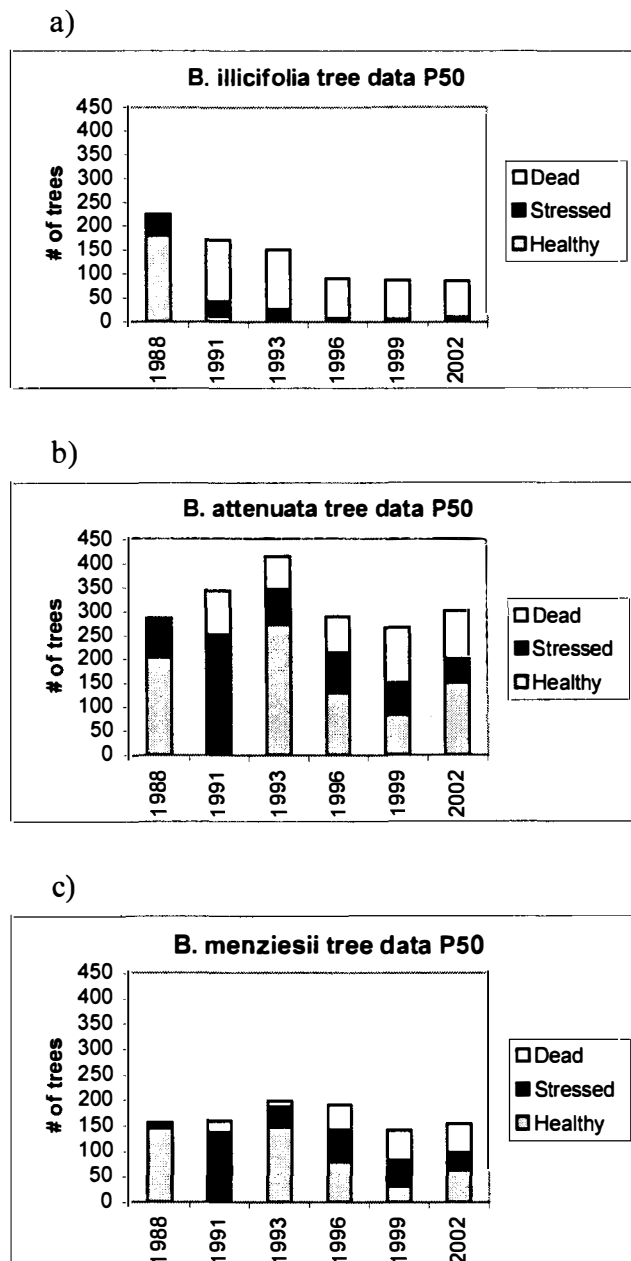 a)
B. illicifolia tree data P50
450
400
350
300
250
200
150
100
50
0
# of trees
1988
1991
1993
1996
1999
2002
Dead
Stressed
Healthy
b)
B. attenuata tree data P50
450
400
350
300
250
200
150
100
50
0
# of trees
1988
1991
1993
1996
1999
2002
Dead
Stressed
Healthy
c)
B. menziesii tree data P50
450
400
350
300
250
200
150
100
50
0
# of trees
1988
1991
1993
1996
1999
2002
Dead
Stressed
Healthy